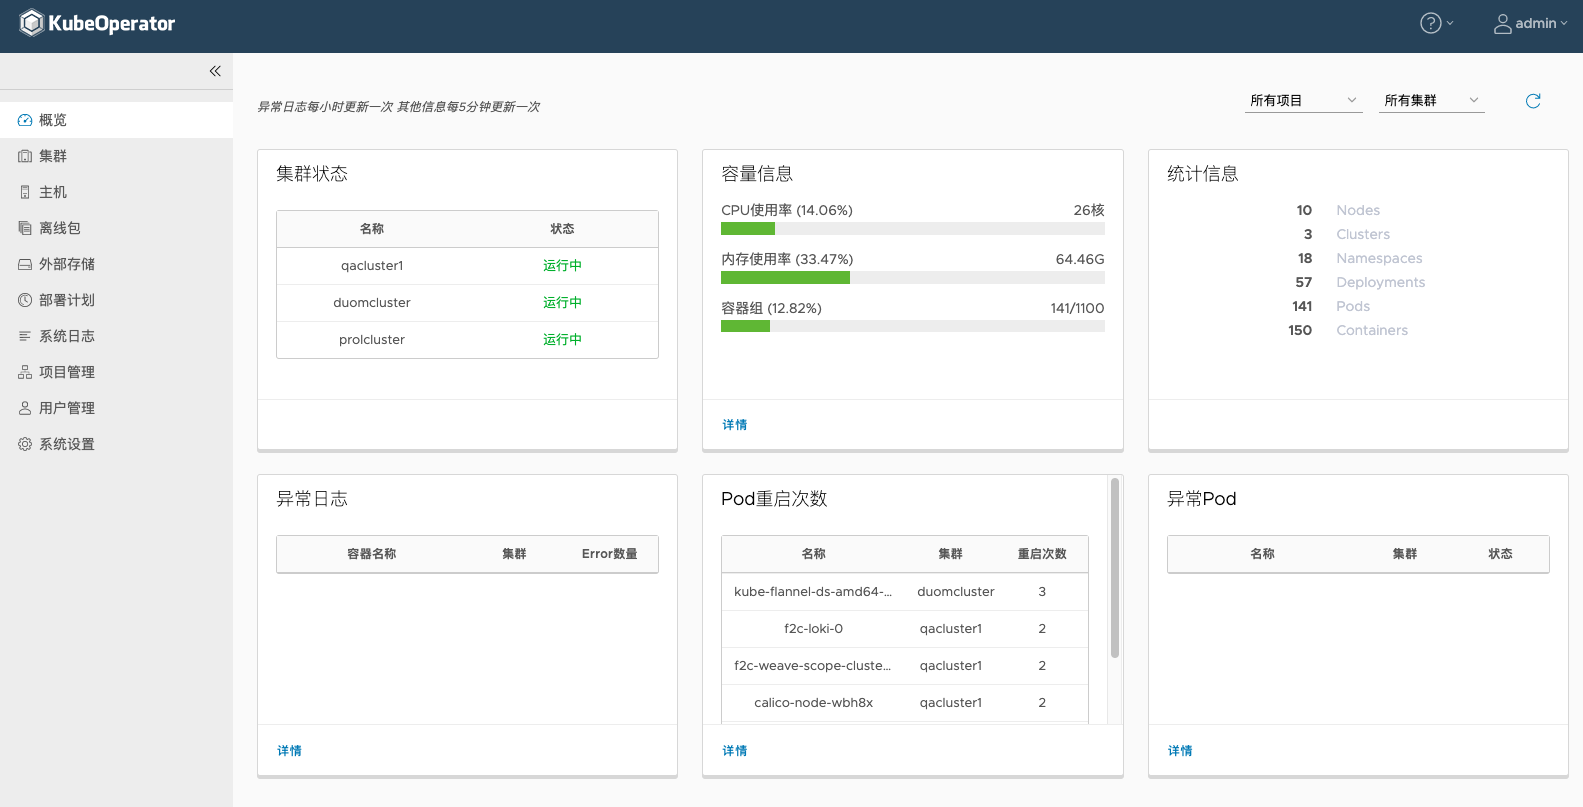 KubeOperator
? admin
概览
集群
主机
离线包
外部存储
部署计划
系统日志
项目管理
用户管理
系统设置
异常日志每小时更新一次 其他信息每5分钟更新一次
所有项目 所有集群
集群状态
名称 状态
qacluster1 运行中
duomcluster 运行中
prolcluster 运行中
容量信息
CPU使用率 (14.06%) 26核
内存使用率 (33.47%) 64.46G
容器组 (12.82%) 141/1100
详情
统计信息
10 Nodes
3 Clusters
18 Namespaces
57 Deployments
141 Pods
150 Containers
异常日志
容器名称 集群 Error数量
详情
Pod重启次数
名称 集群 重启次数
kube-flannel-ds-amd64-... duomcluster 3
f2c-loki-0 qacluster1 2
f2c-weave-scope-cluste... qacluster1 2
calico-node-wbh8x qacluster1 2
详情
异常Pod
名称 集群 状态
详情